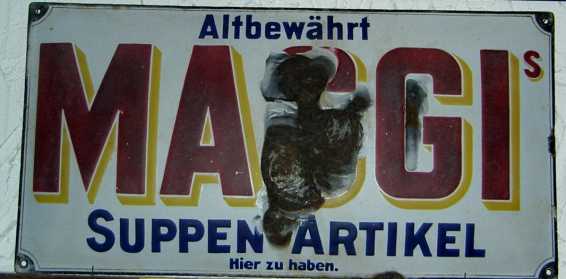 Altbewährt
MAGGIs
SUPPEN ARTIKEL
Hier zu haben.